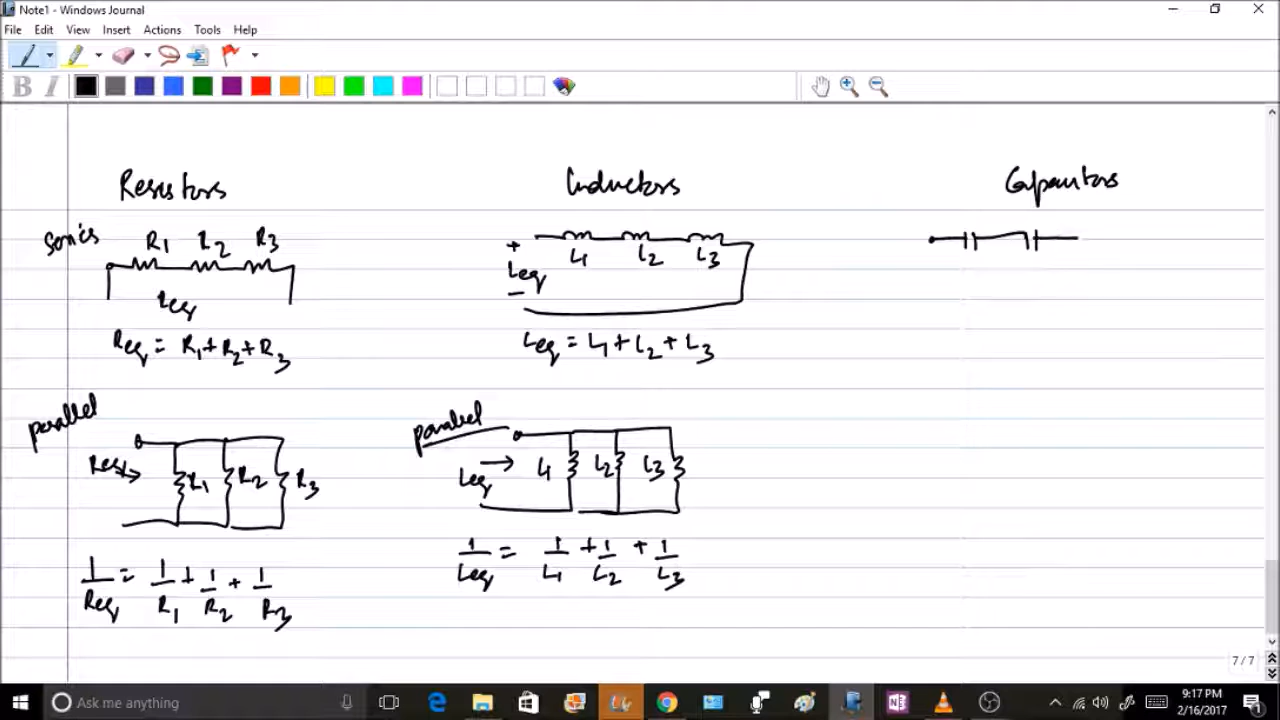 Note1 - Windows Journal
File Edit View Insert Actions Tools Help
B I
Resistors
Series R1 R2 R3
Req
Req = R1+R2+R3
parallel
Req R1 R2 R3
1/Req = 1/R1 + 1/R2 + 1/R3
Inductors
+
Leq
-
L1 L2 L3
Leq = L1+L2+L3
parallel
Leq L1 L2 L3
1/Leq = 1/L1 + 1/L2 + 1/L3
Capacitors
7 / 7
Ask me anything
9:17 PM
2/16/2017